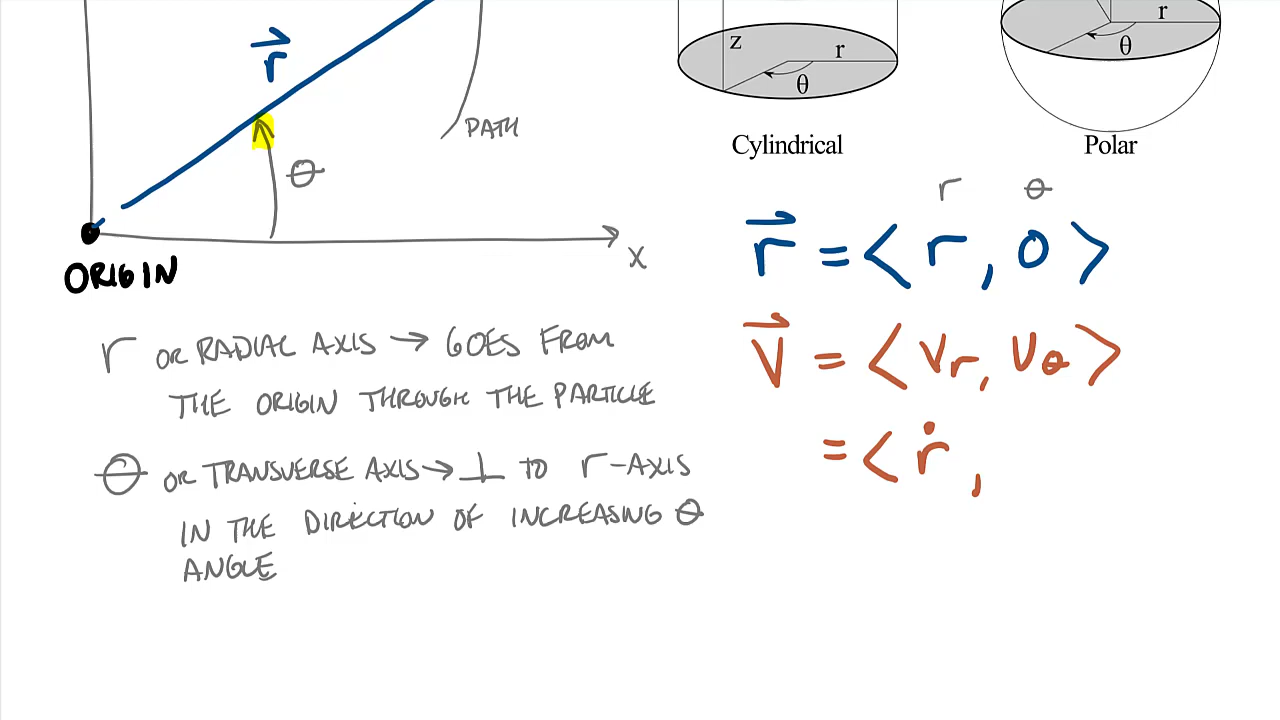 r⃗
PATH
θ
X
ORIGIN
r OR RADIAL AXIS → GOES FROM
THE ORIGIN THROUGH THE PARTICLE
θ OR TRANSVERSE AXIS → ⊥ TO r-AXIS
IN THE DIRECTION OF INCREASING θ
ANGLE
z
r
θ
Cylindrical
r
θ
Polar
r θ
r⃗ = < r, 0 >
V⃗ = < Vr, Vθ >
= < ṙ,